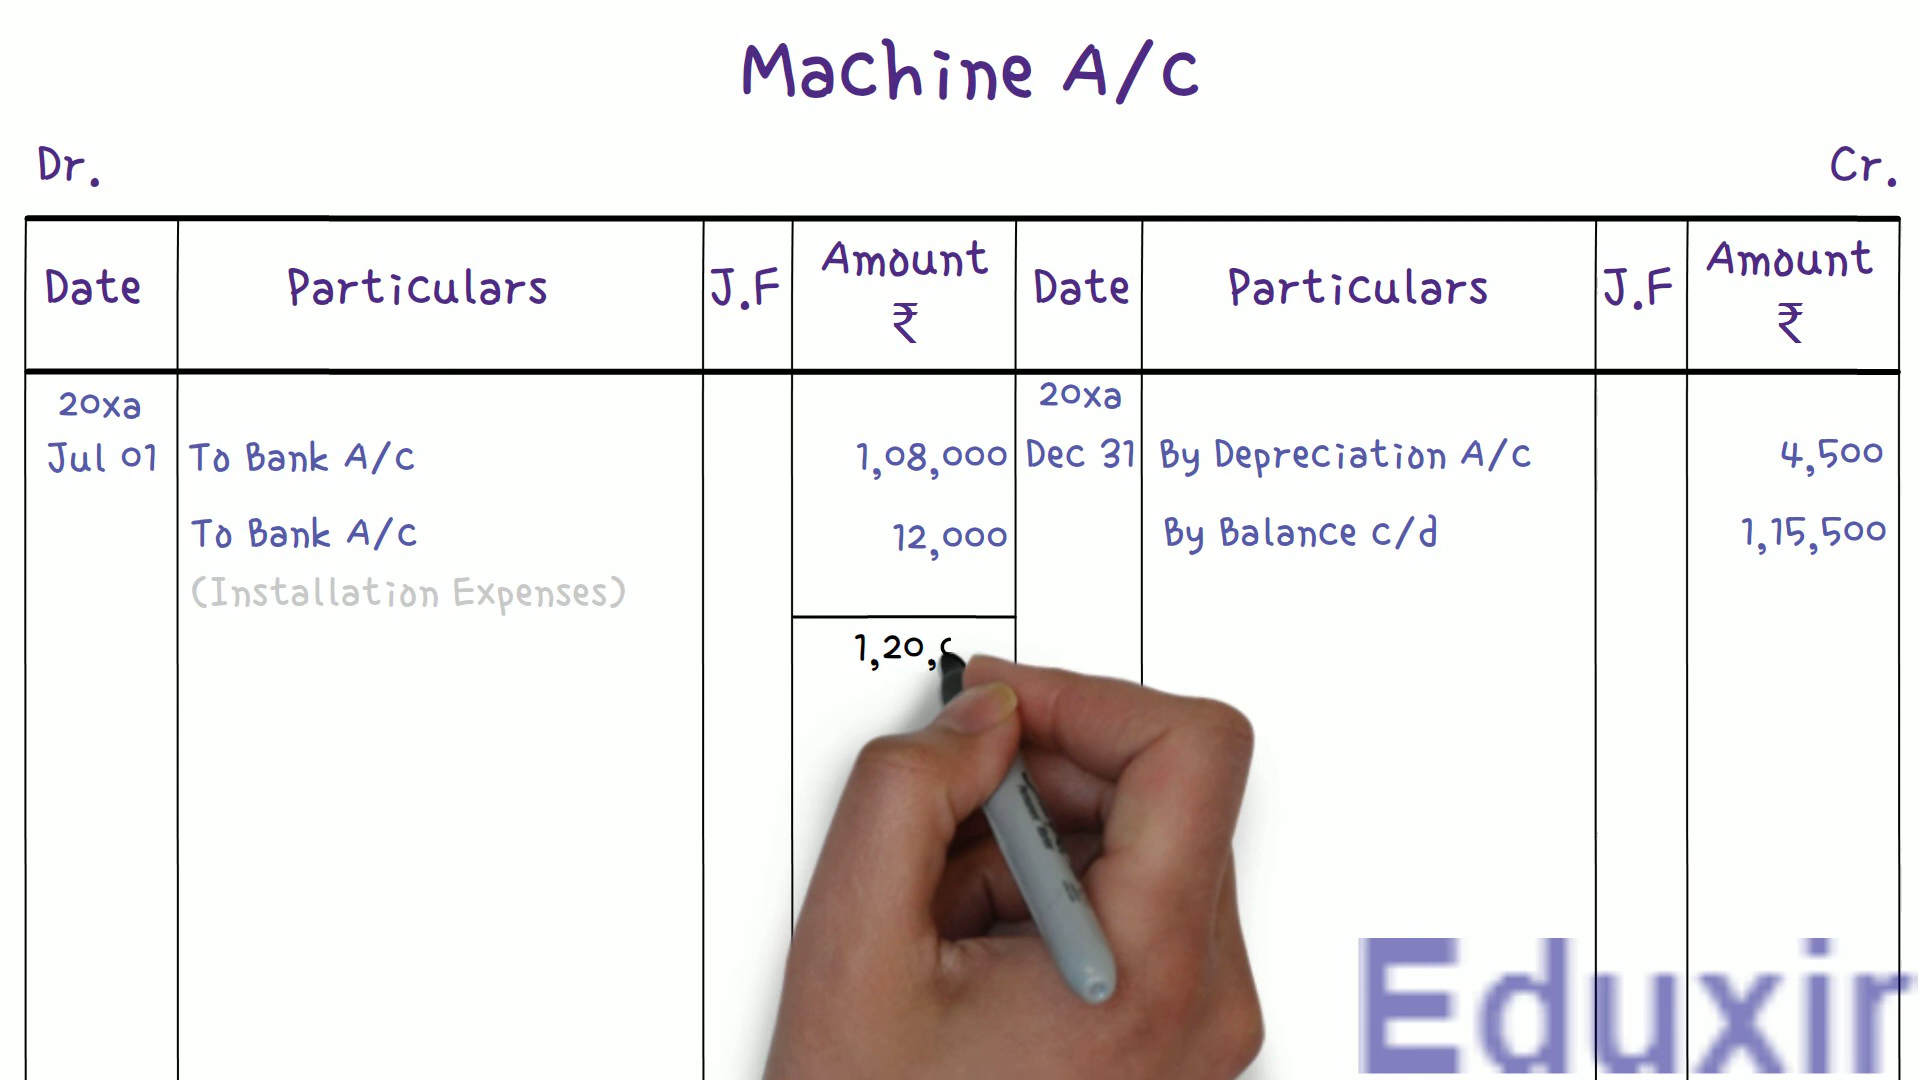 Machine A/c
Dr. Cr.
Date Particulars J.F Amount ₹ Date Particulars J.F Amount ₹
20xa 20xa
Jul 01 To Bank A/c 1,08,000 Dec 31 By Depreciation A/c 4,500
To Bank A/c 12,000 By Balance c/d 1,15,500
(Installation Expenses)
1,20,
Eduxir